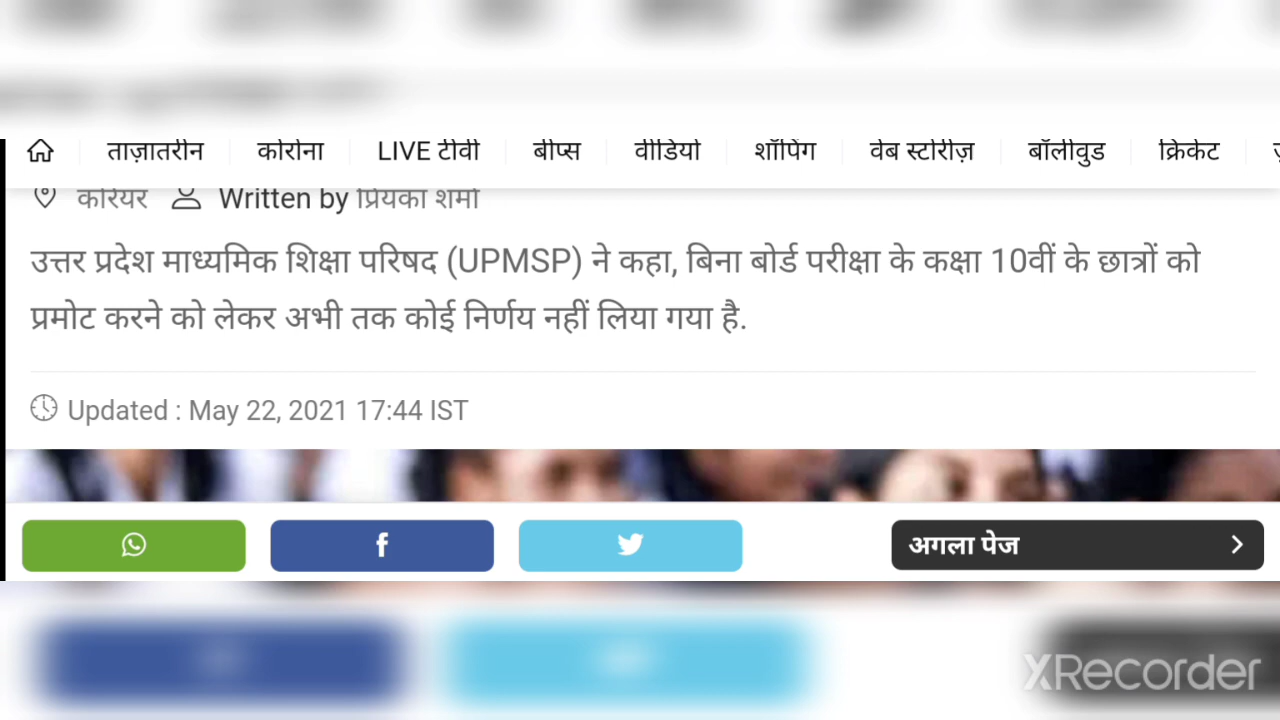 ताज़ातरीन कोरोना LIVE टीवी बीप्स वीडियो शॉपिंग वेब स्टोरीज़ बॉलीवुड क्रिकेट
करियर Written by प्रियंका शर्मा
उत्तर प्रदेश माध्यमिक शिक्षा परिषद (UPMSP) ने कहा, बिना बोर्ड परीक्षा के कक्षा 10वीं के छात्रों को
प्रमोट करने को लेकर अभी तक कोई निर्णय नहीं लिया गया है.
Updated : May 22, 2021 17:44 IST
अगला पेज
XRecorder